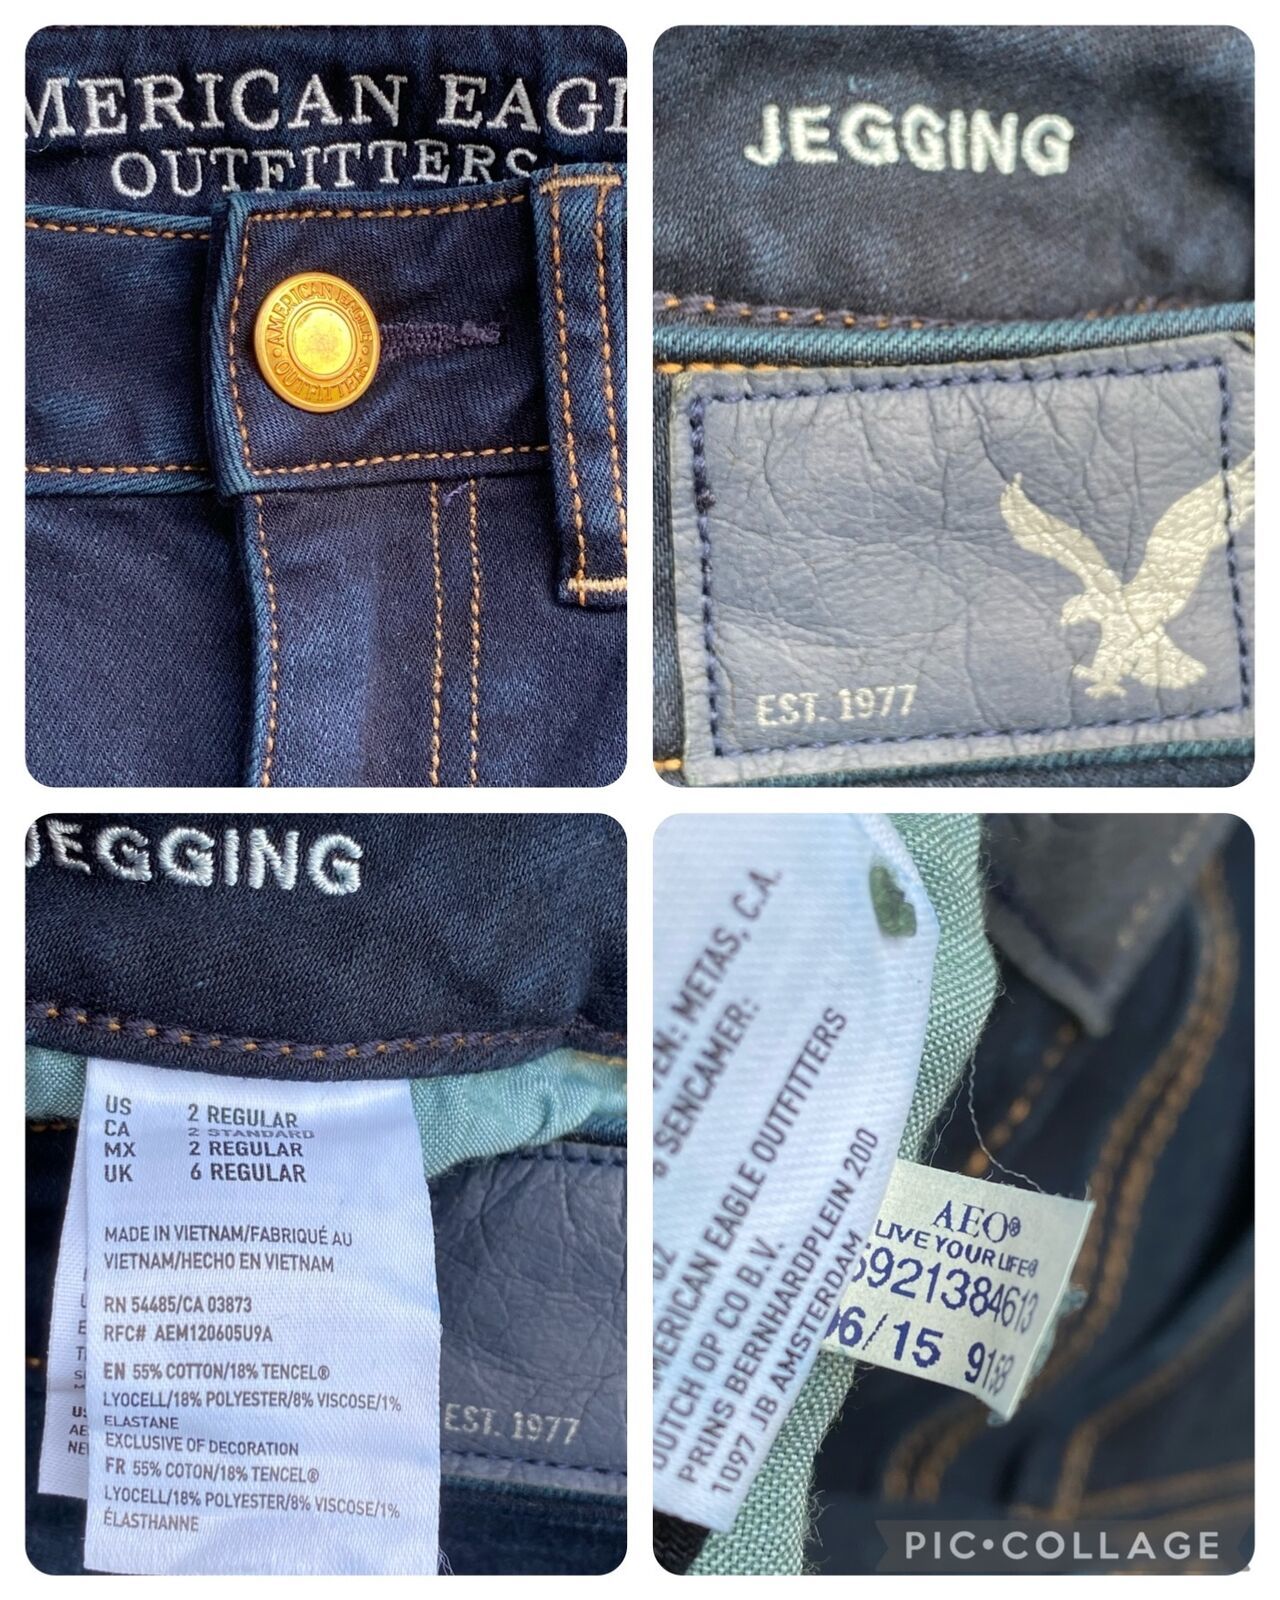 MERICAN EAGL
OUTFITTERS
AMERICAN EAGLE
OUTFITTERS
JEGGING
EST. 1977
JEGGING
US 2 REGULAR
CA 2 STANDARD
MX 2 REGULAR
UK 6 REGULAR
MADE IN VIETNAM/FABRIQUÉ AU
VIETNAM/HECHO EN VIETNAM
RN 54485/CA 03873
RFC# AEM120605U9A
EN 55% COTTON/18% TENCEL®
LYOCELL/18% POLYESTER/8% VISCOSE/1%
ELASTANE
EXCLUSIVE OF DECORATION
FR 55% COTON/18% TENCEL®
LYOCELL/18% POLYESTER/8% VISCOSE/1%
ÉLASTHANNE
EST. 1977
VEN: METAS, C.A.
SENCAMER:
AMERICAN EAGLE OUTFITTERS
DUTCH OP CO B.V.
PRINS BERNHARDPLEIN 200
1097 JB AMSTERDAM
AEO®
LIVE YOUR LIFE®
5921384613
06/15 9158
PIC•COLLAGE